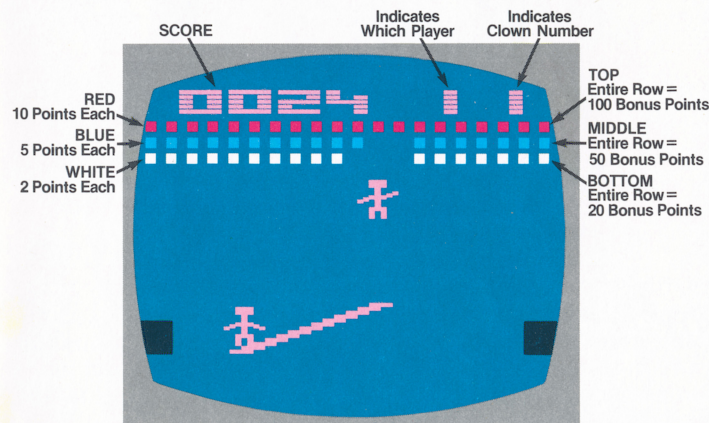 SCORE
Indicates
Which Player
Indicates
Clown Number
0024 1 1
RED
10 Points Each
BLUE
5 Points Each
WHITE
2 Points Each
TOP
Entire Row=
100 Bonus Points
MIDDLE
Entire Row=
50 Bonus Points
BOTTOM
Entire Row=
20 Bonus Points